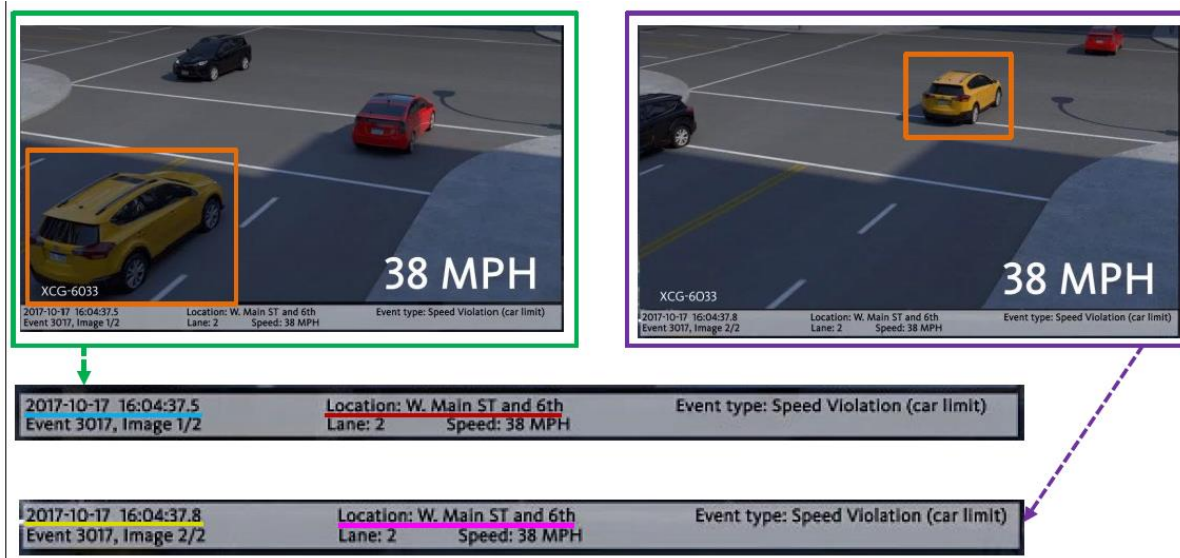 38 MPH
XCG-6033
2017-10-17 16:04:37.5 Location: W. Main ST and 6th Event type: Speed Violation (car limit)
Event 3017, Image 1/2 Lane: 2 Speed: 38 MPH
38 MPH
XCG-6033
2017-10-17 16:04:37.8 Location: W. Main ST and 6th Event type: Speed Violation (car limit)
Event 3017, Image 2/2 Lane: 2 Speed: 38 MPH
2017-10-17 16:04:37.5 Location: W. Main ST and 6th Event type: Speed Violation (car limit)
Event 3017, Image 1/2 Lane: 2 Speed: 38 MPH
2017-10-17 16:04:37.8 Location: W. Main ST and 6th Event type: Speed Violation (car limit)
Event 3017, Image 2/2 Lane: 2 Speed: 38 MPH